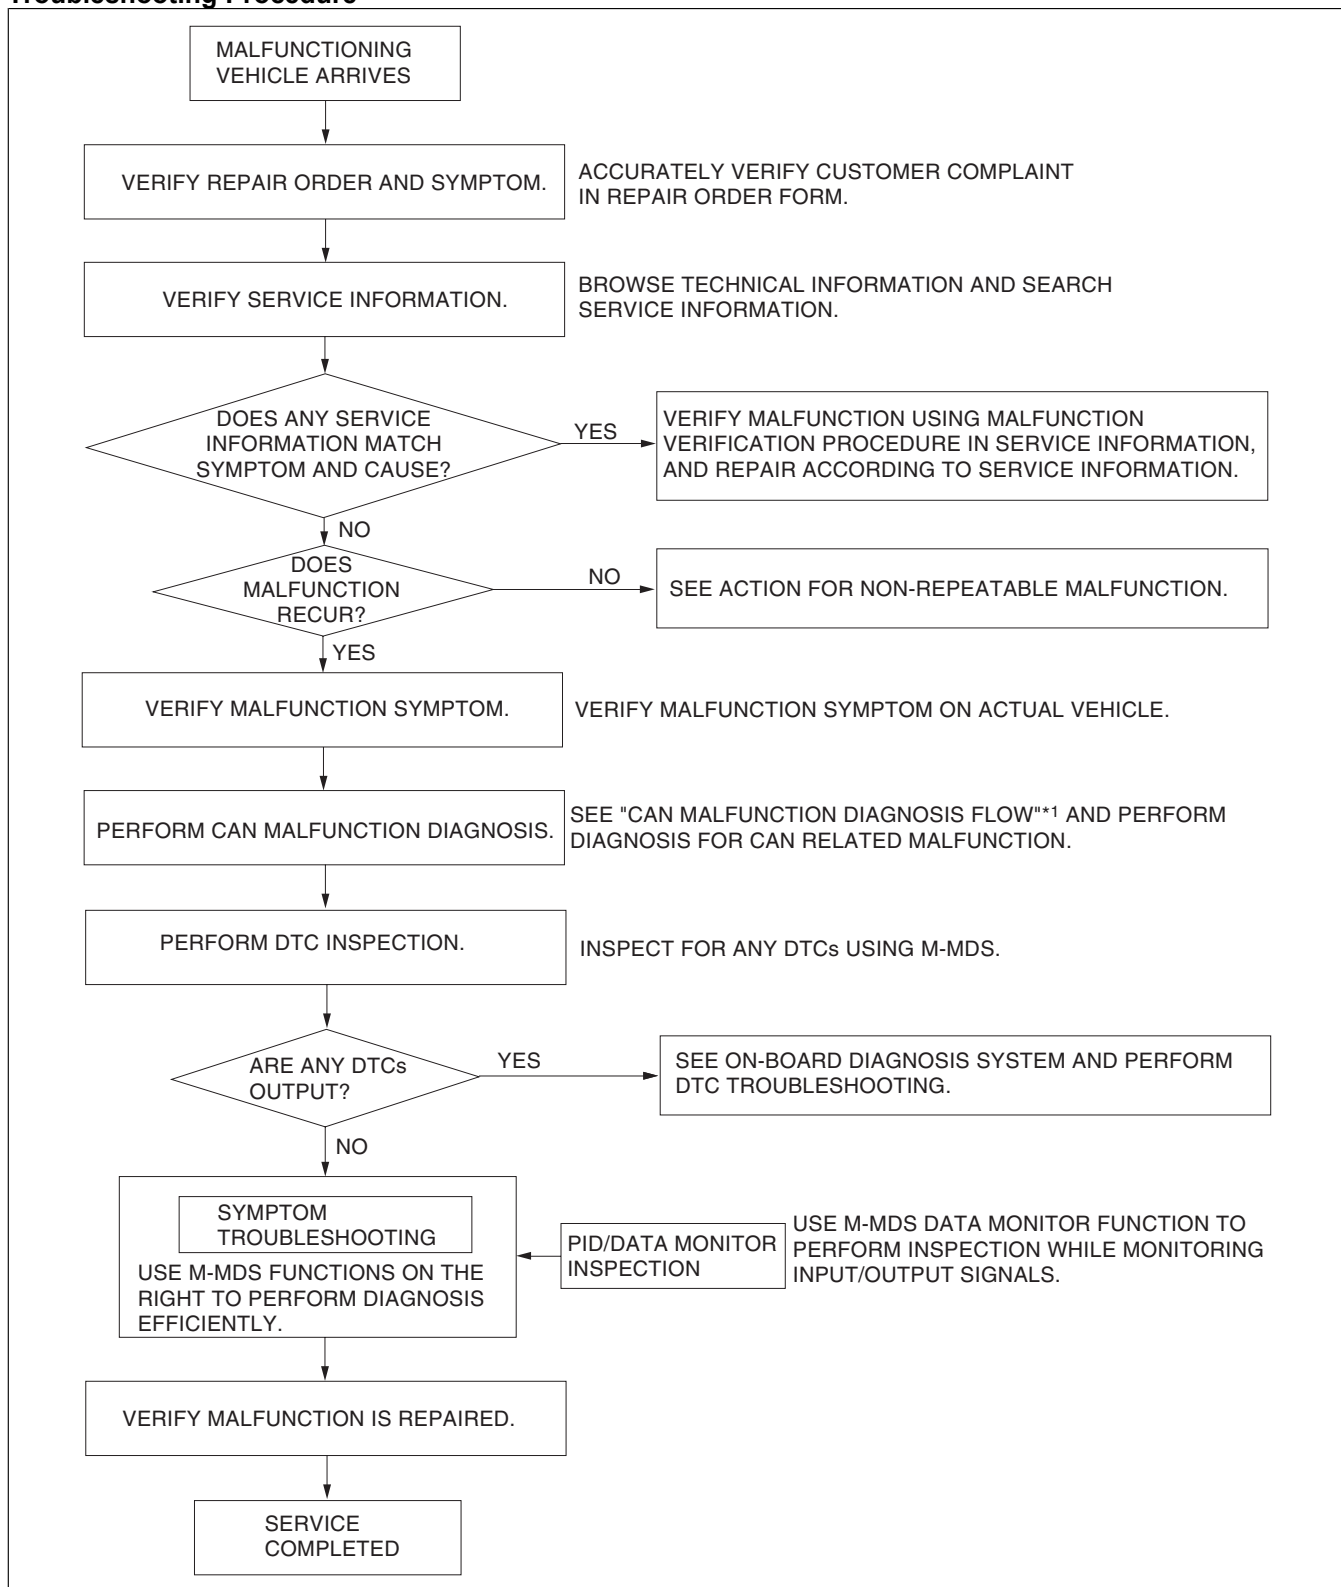 Troubleshooting Procedure
MALFUNCTIONING
VEHICLE ARRIVES
VERIFY REPAIR ORDER AND SYMPTOM.
ACCURATELY VERIFY CUSTOMER COMPLAINT
IN REPAIR ORDER FORM.
VERIFY SERVICE INFORMATION.
BROWSE TECHNICAL INFORMATION AND SEARCH
SERVICE INFORMATION.
DOES ANY SERVICE
INFORMATION MATCH
SYMPTOM AND CAUSE?
YES
VERIFY MALFUNCTION USING MALFUNCTION
VERIFICATION PROCEDURE IN SERVICE INFORMATION,
AND REPAIR ACCORDING TO SERVICE INFORMATION.
NO
DOES
MALFUNCTION
RECUR?
NO
SEE ACTION FOR NON-REPEATABLE MALFUNCTION.
YES
VERIFY MALFUNCTION SYMPTOM.
VERIFY MALFUNCTION SYMPTOM ON ACTUAL VEHICLE.
PERFORM CAN MALFUNCTION DIAGNOSIS.
SEE "CAN MALFUNCTION DIAGNOSIS FLOW"*1 AND PERFORM
DIAGNOSIS FOR CAN RELATED MALFUNCTION.
PERFORM DTC INSPECTION.
INSPECT FOR ANY DTCs USING M-MDS.
ARE ANY DTCs
OUTPUT?
YES
SEE ON-BOARD DIAGNOSIS SYSTEM AND PERFORM
DTC TROUBLESHOOTING.
NO
SYMPTOM
TROUBLESHOOTING
USE M-MDS FUNCTIONS ON THE
RIGHT TO PERFORM DIAGNOSIS
EFFICIENTLY.
PID/DATA MONITOR
INSPECTION
USE M-MDS DATA MONITOR FUNCTION TO
PERFORM INSPECTION WHILE MONITORING
INPUT/OUTPUT SIGNALS.
VERIFY MALFUNCTION IS REPAIRED.
SERVICE
COMPLETED